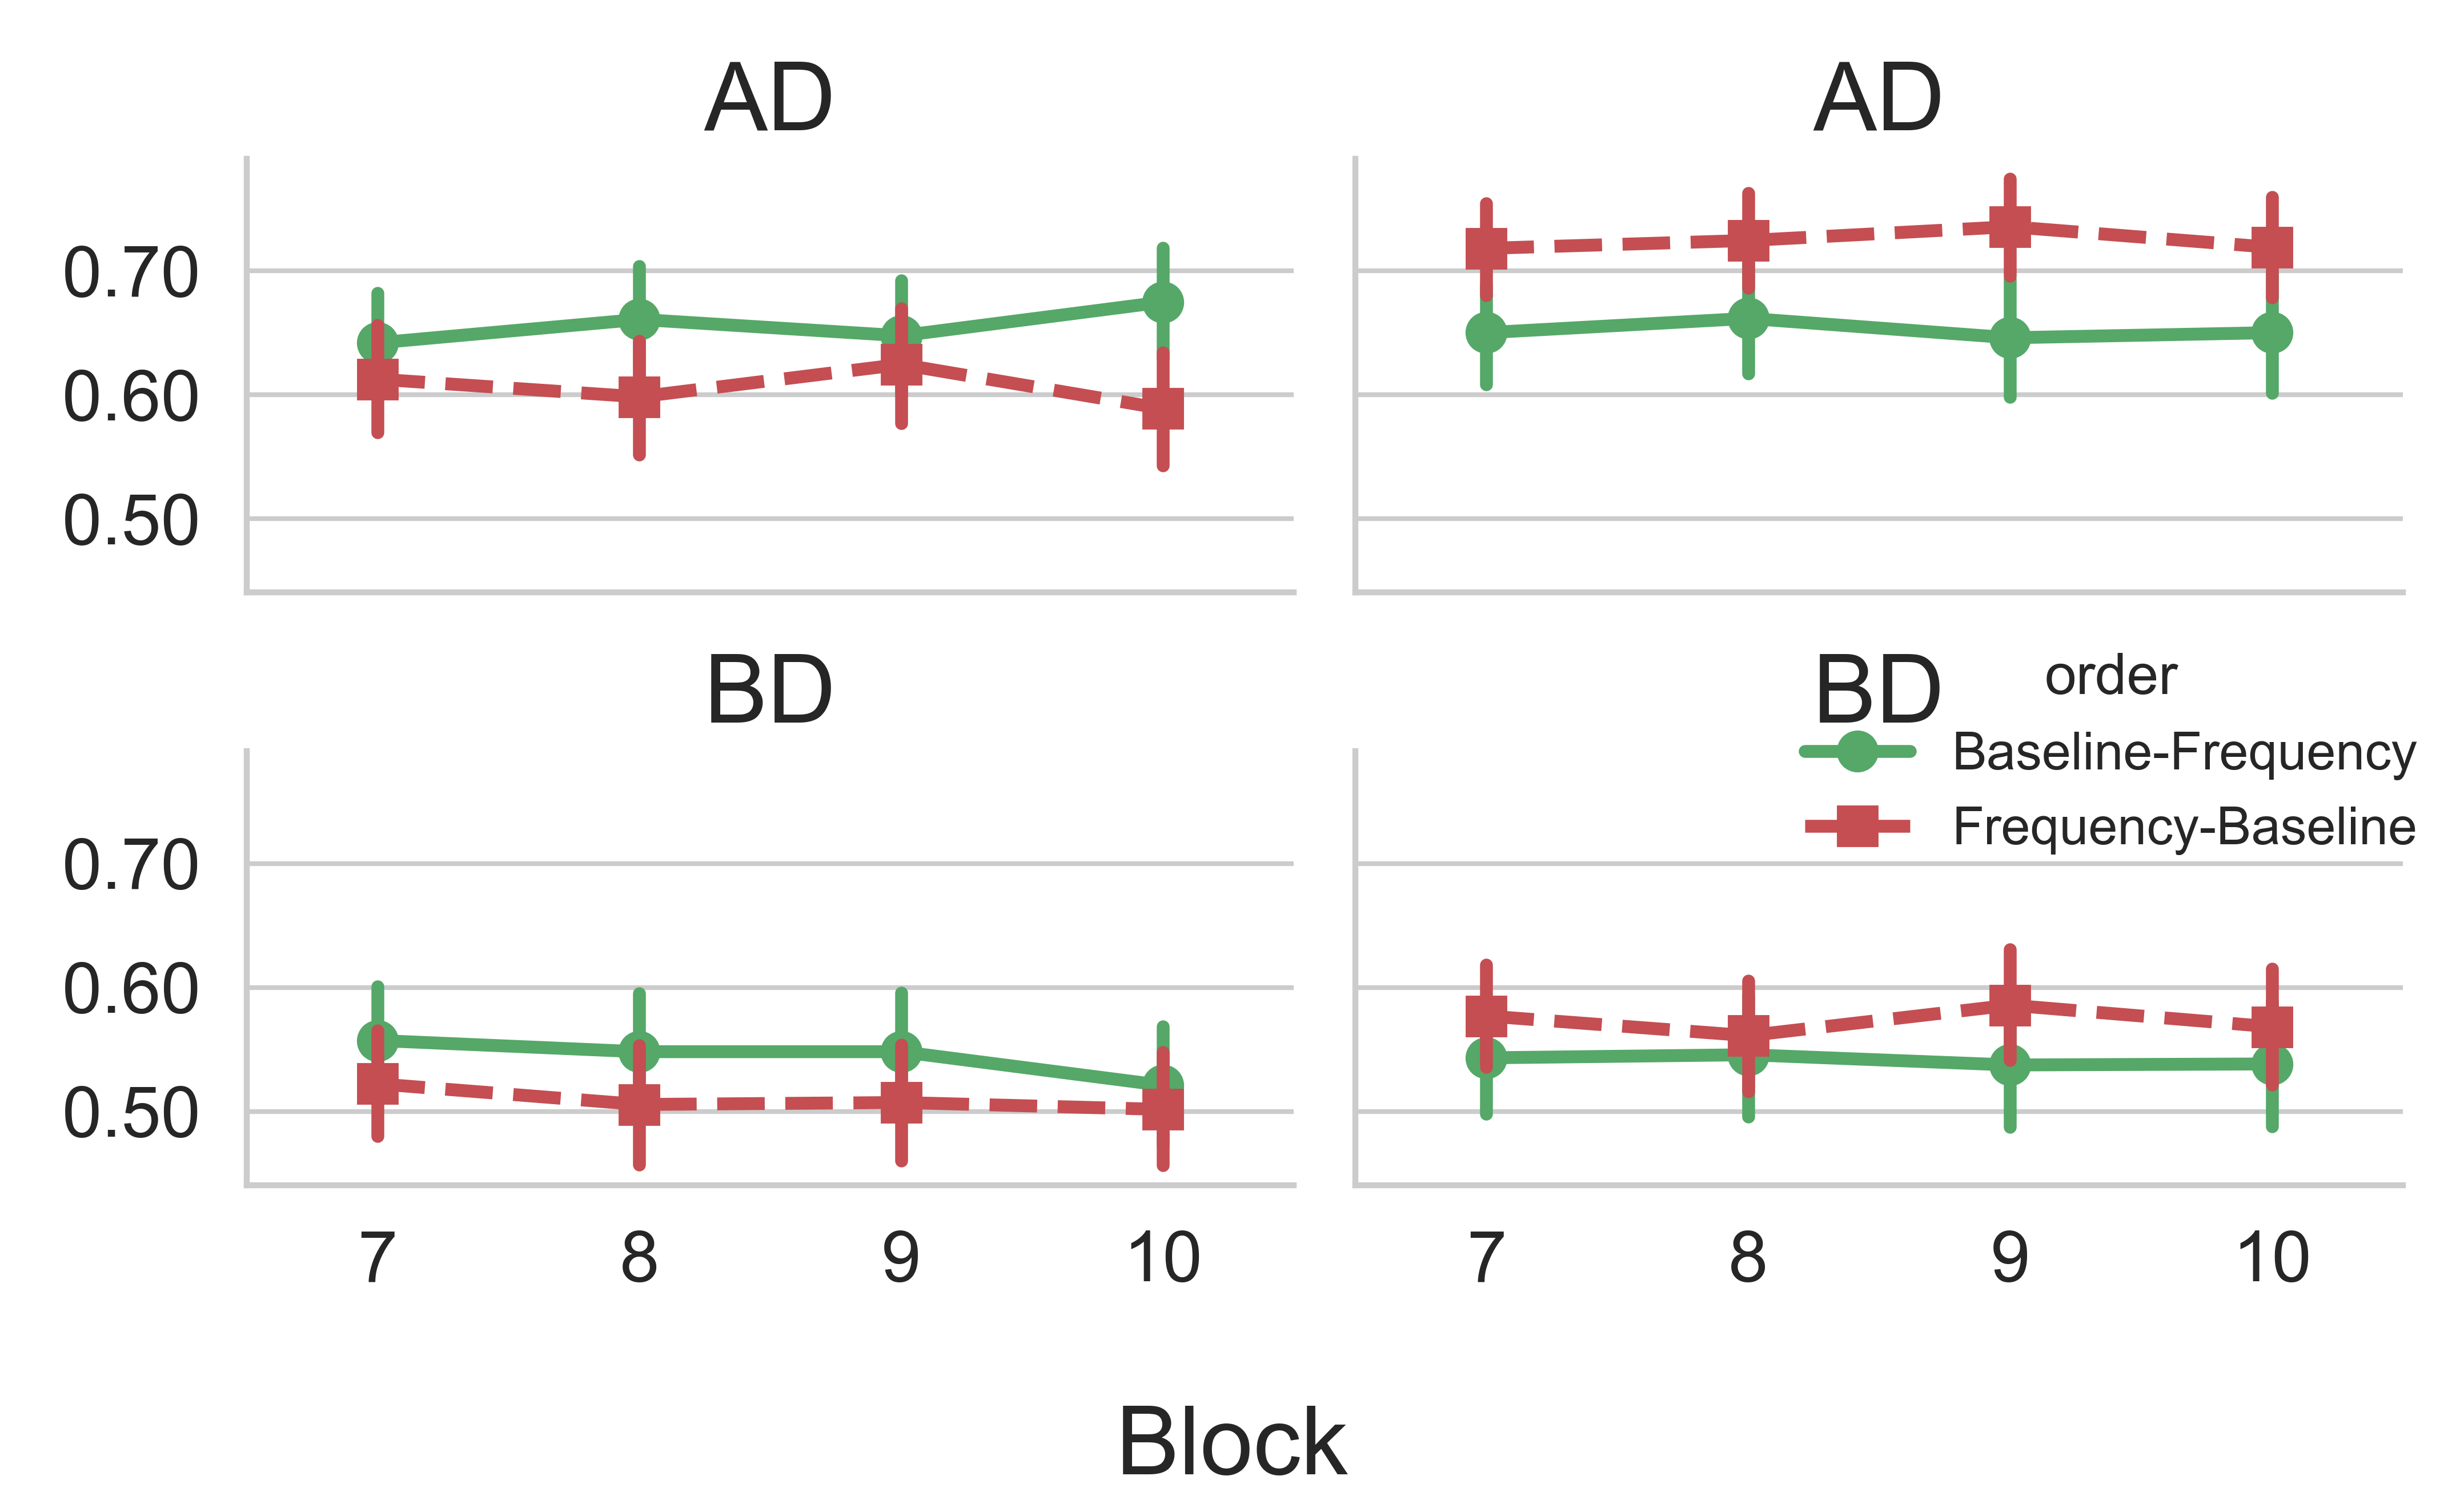 AD
AD
0.70
0.60
0.50
BD
BD
order
Baseline-Frequency
Frequency-Baseline
0.70
0.60
0.50
7 8 9 10
7 8 9 10
Block